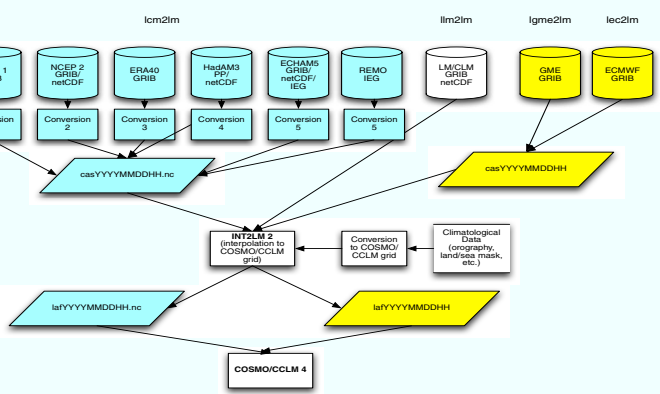 lcm2lm
llm2lm
lgme2lm
lec2lm
1
NCEP 2
GRIB/
netCDF
ERA40
GRIB
HadAM3
PP/
netCDF
ECHAM5
GRIB/
netCDF/
IEG
REMO
IEG
LM/CLM
GRIB
netCDF
GME
GRIB
ECMWF
GRIB
sion
Conversion
2
Conversion
3
Conversion
4
Conversion
5
Conversion
5
casYYYYMMDDHH.nc
casYYYYMMDDHH
INT2LM 2
(interpolation to
COSMO/CCLM
grid)
Conversion
to COSMO/
CCLM grid
Climatological
Data
(orography,
land/sea mask,
etc.)
lafYYYYMMDDHH.nc
lafYYYYMMDDHH
COSMO/CCLM 4